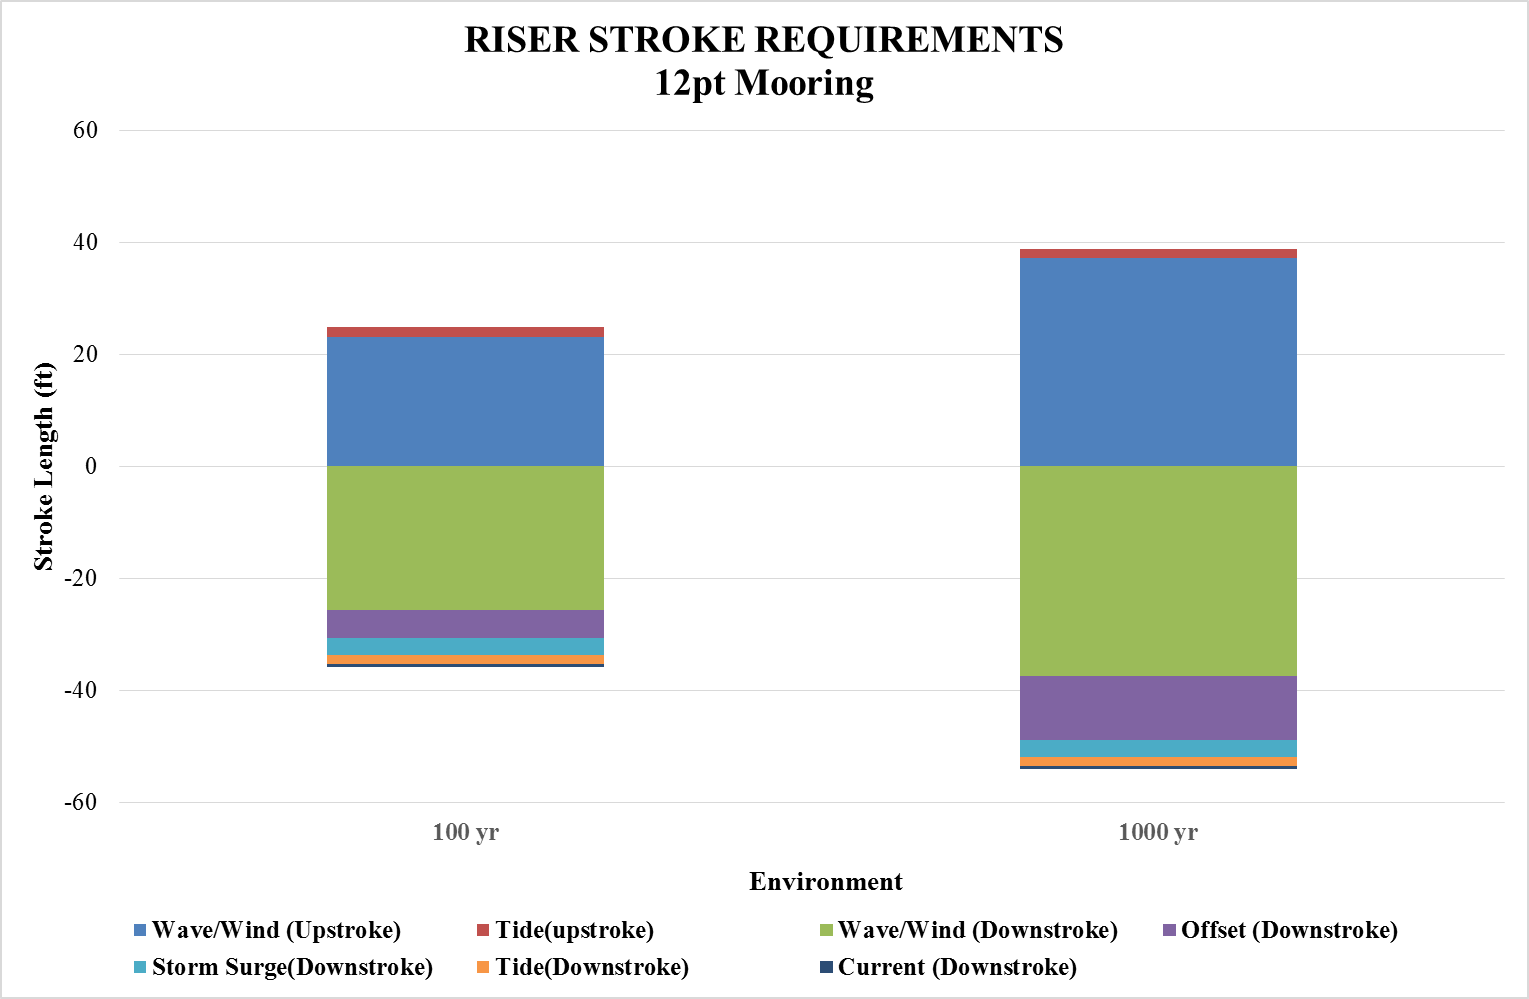 RISER STROKE REQUIREMENTS
12pt Mooring
60
40
20
0
-20
-40
-60
Stroke Length (ft)
100 yr
1000 yr
Environment
Wave/Wind (Upstroke)
Tide(upstroke)
Wave/Wind (Downstroke)
Offset (Downstroke)
Storm Surge(Downstroke)
Tide(Downstroke)
Current (Downstroke)